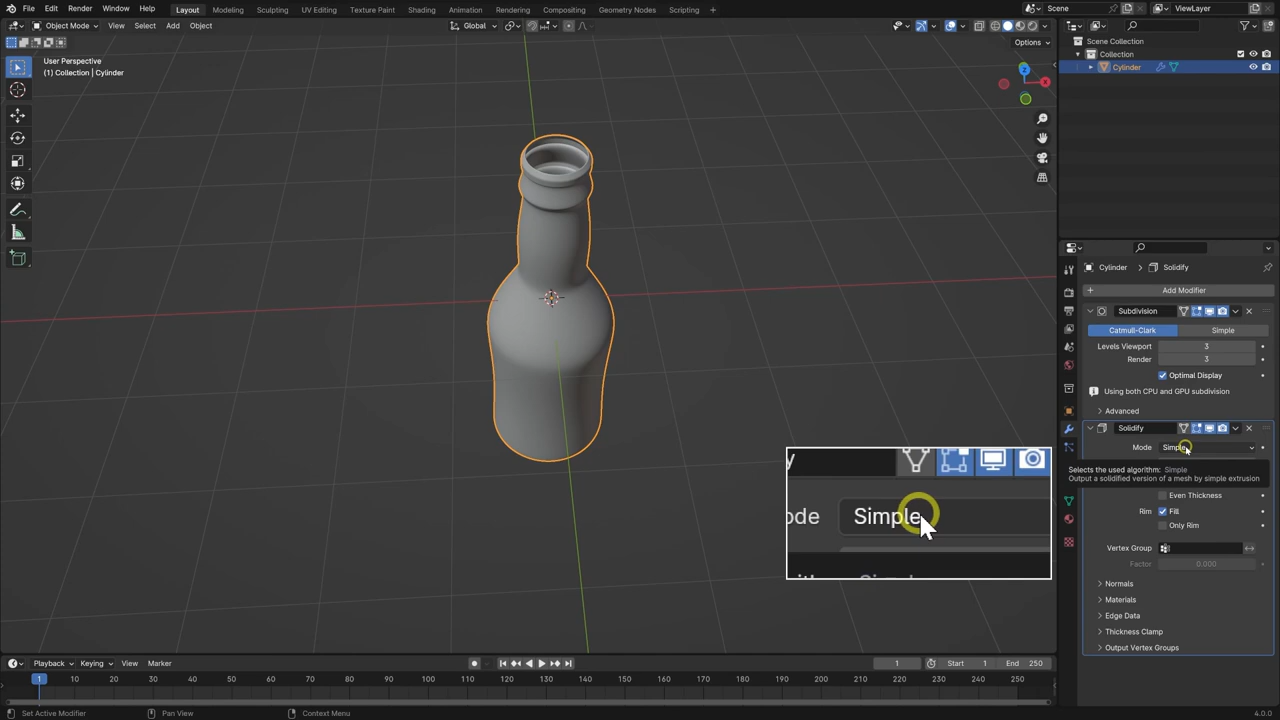 File Edit Render Window Help Layout Modeling Sculpting UV Editing Texture Paint Shading Animation Rendering Compositing Geometry Nodes Scripting + Scene ViewLayer
Object Mode View Select Add Object Global
Options
User Perspective
(1) Collection | Cylinder
X
Z
Scene Collection
Collection
Cylinder
Cylinder > Solidify
+ Add Modifier
Subdivision
Catmull-Clark Simple
Levels Viewport 3
Render 3
Optimal Display
Using both CPU and GPU subdivision
Advanced
Solidify
Mode Simple
Selects the used algorithm: Simple
Output a solidified version of a mesh by simple extrusion
Even Thickness
Rim Fill
Only Rim
Vertex Group
Factor 0.000
Normals
Materials
Edge Data
Thickness Clamp
Output Vertex Groups
y
ode Simple
Playback Keying View Marker 1 Start 1 End 250
1 10 20 30 40 50 60 70 80 90 100 110 120 130 140 150 160 170 180 190 200 210 220 230 240 250
Set Active Modifier Pan View Context Menu 4.0.0